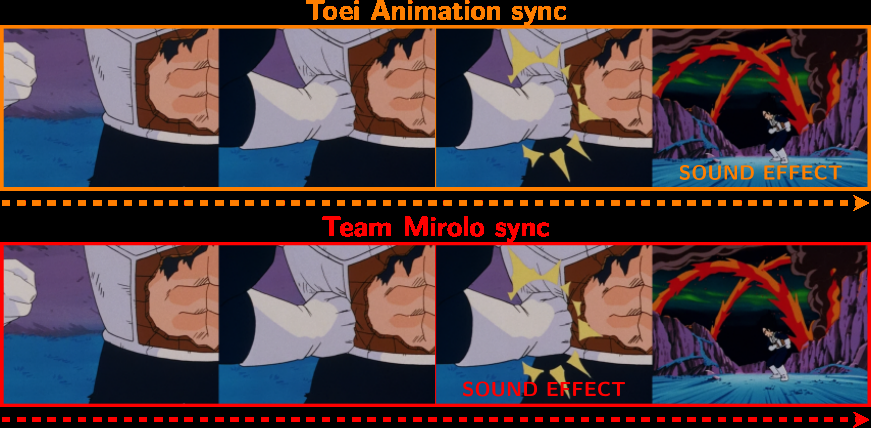 Toei Animation sync
SOUND EFFECT
Team Mirolo sync
SOUND EFFECT